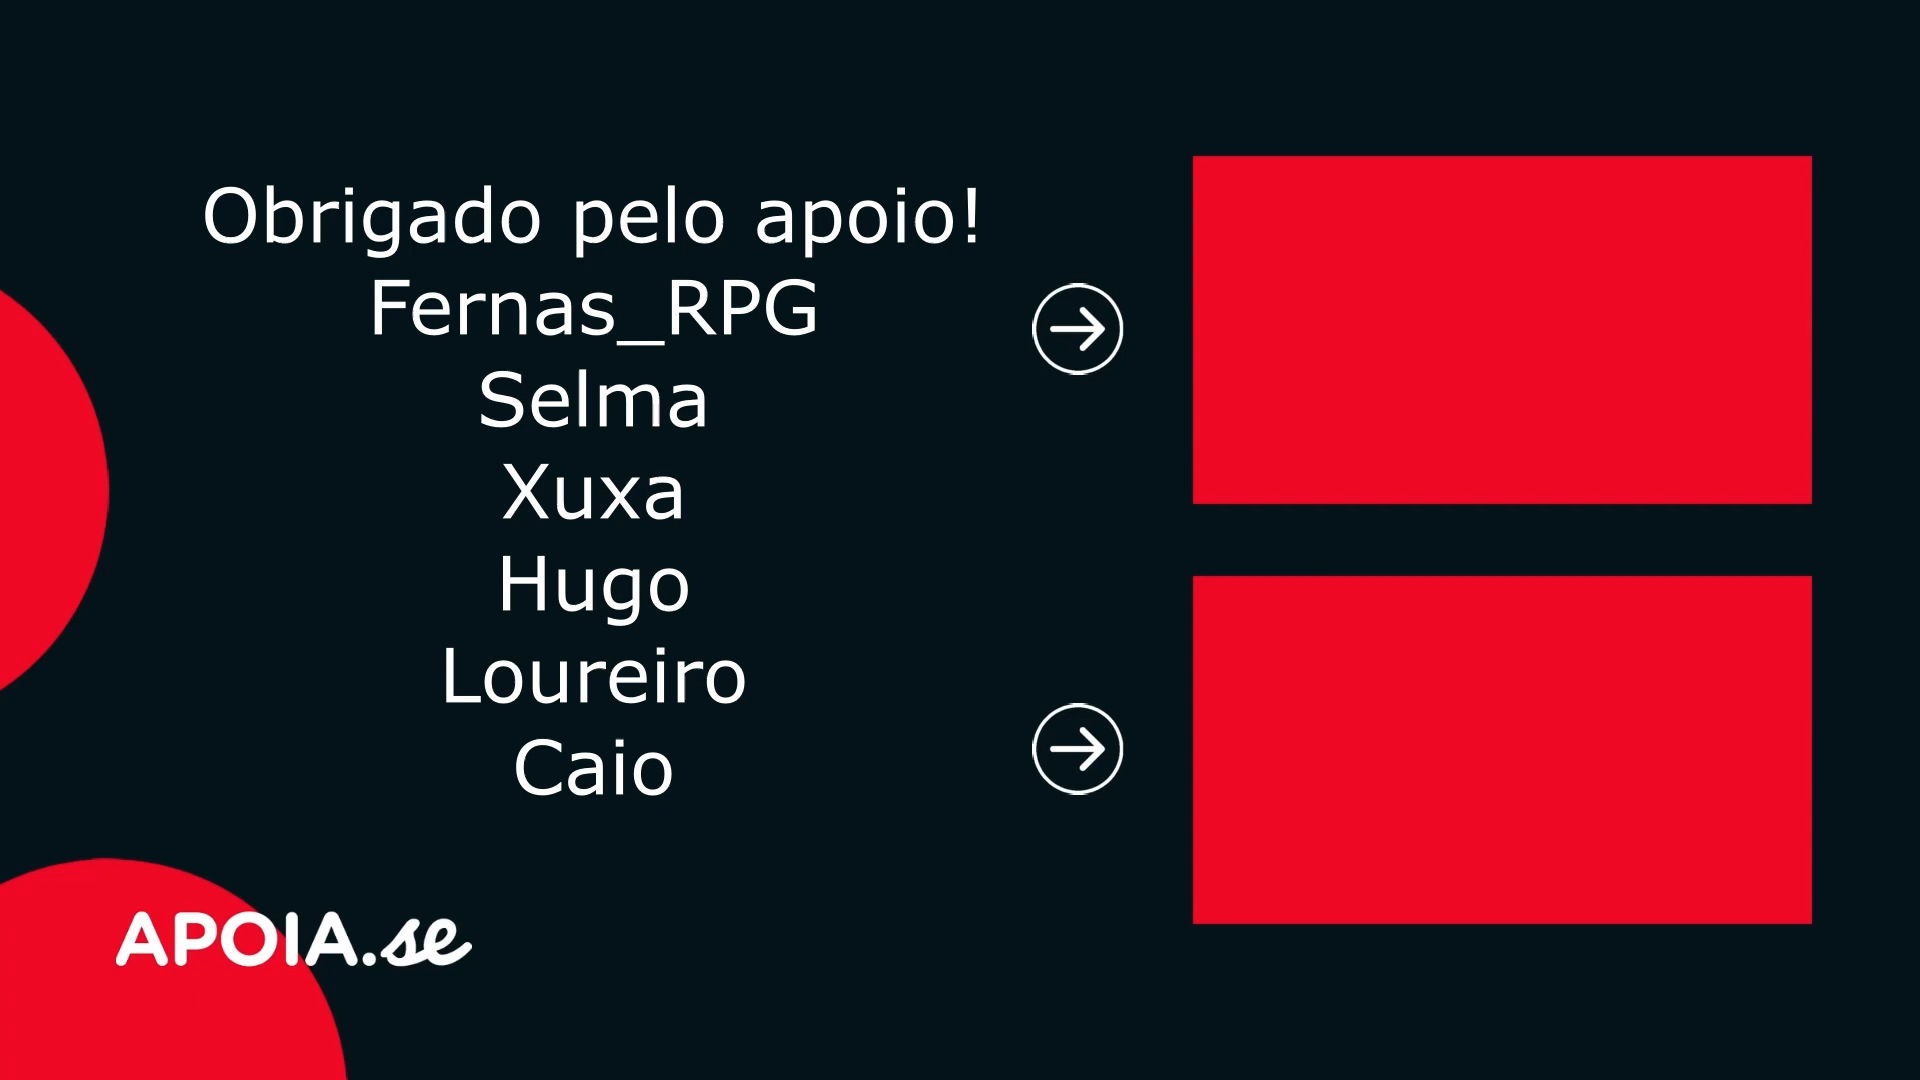 Obrigado pelo apoio!
Fernas_RPG
Selma
Xuxa
Hugo
Loureiro
Caio
APOIA.se